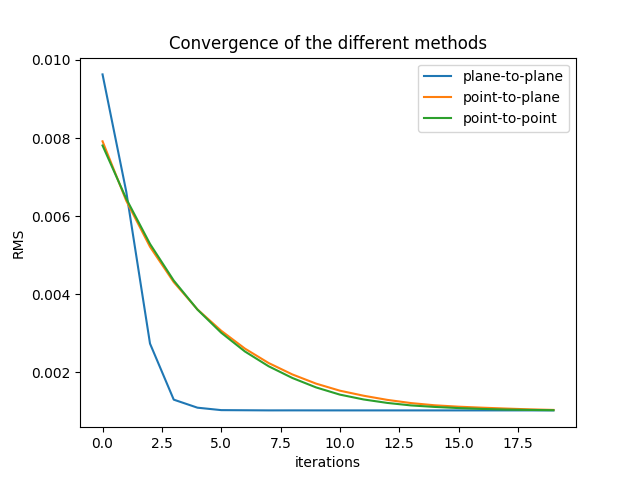 Convergence of the different methods
plane-to-plane
point-to-plane
point-to-point
RMS
0.010
0.008
0.006
0.004
0.002
0.0 2.5 5.0 7.5 10.0 12.5 15.0 17.5
iterations